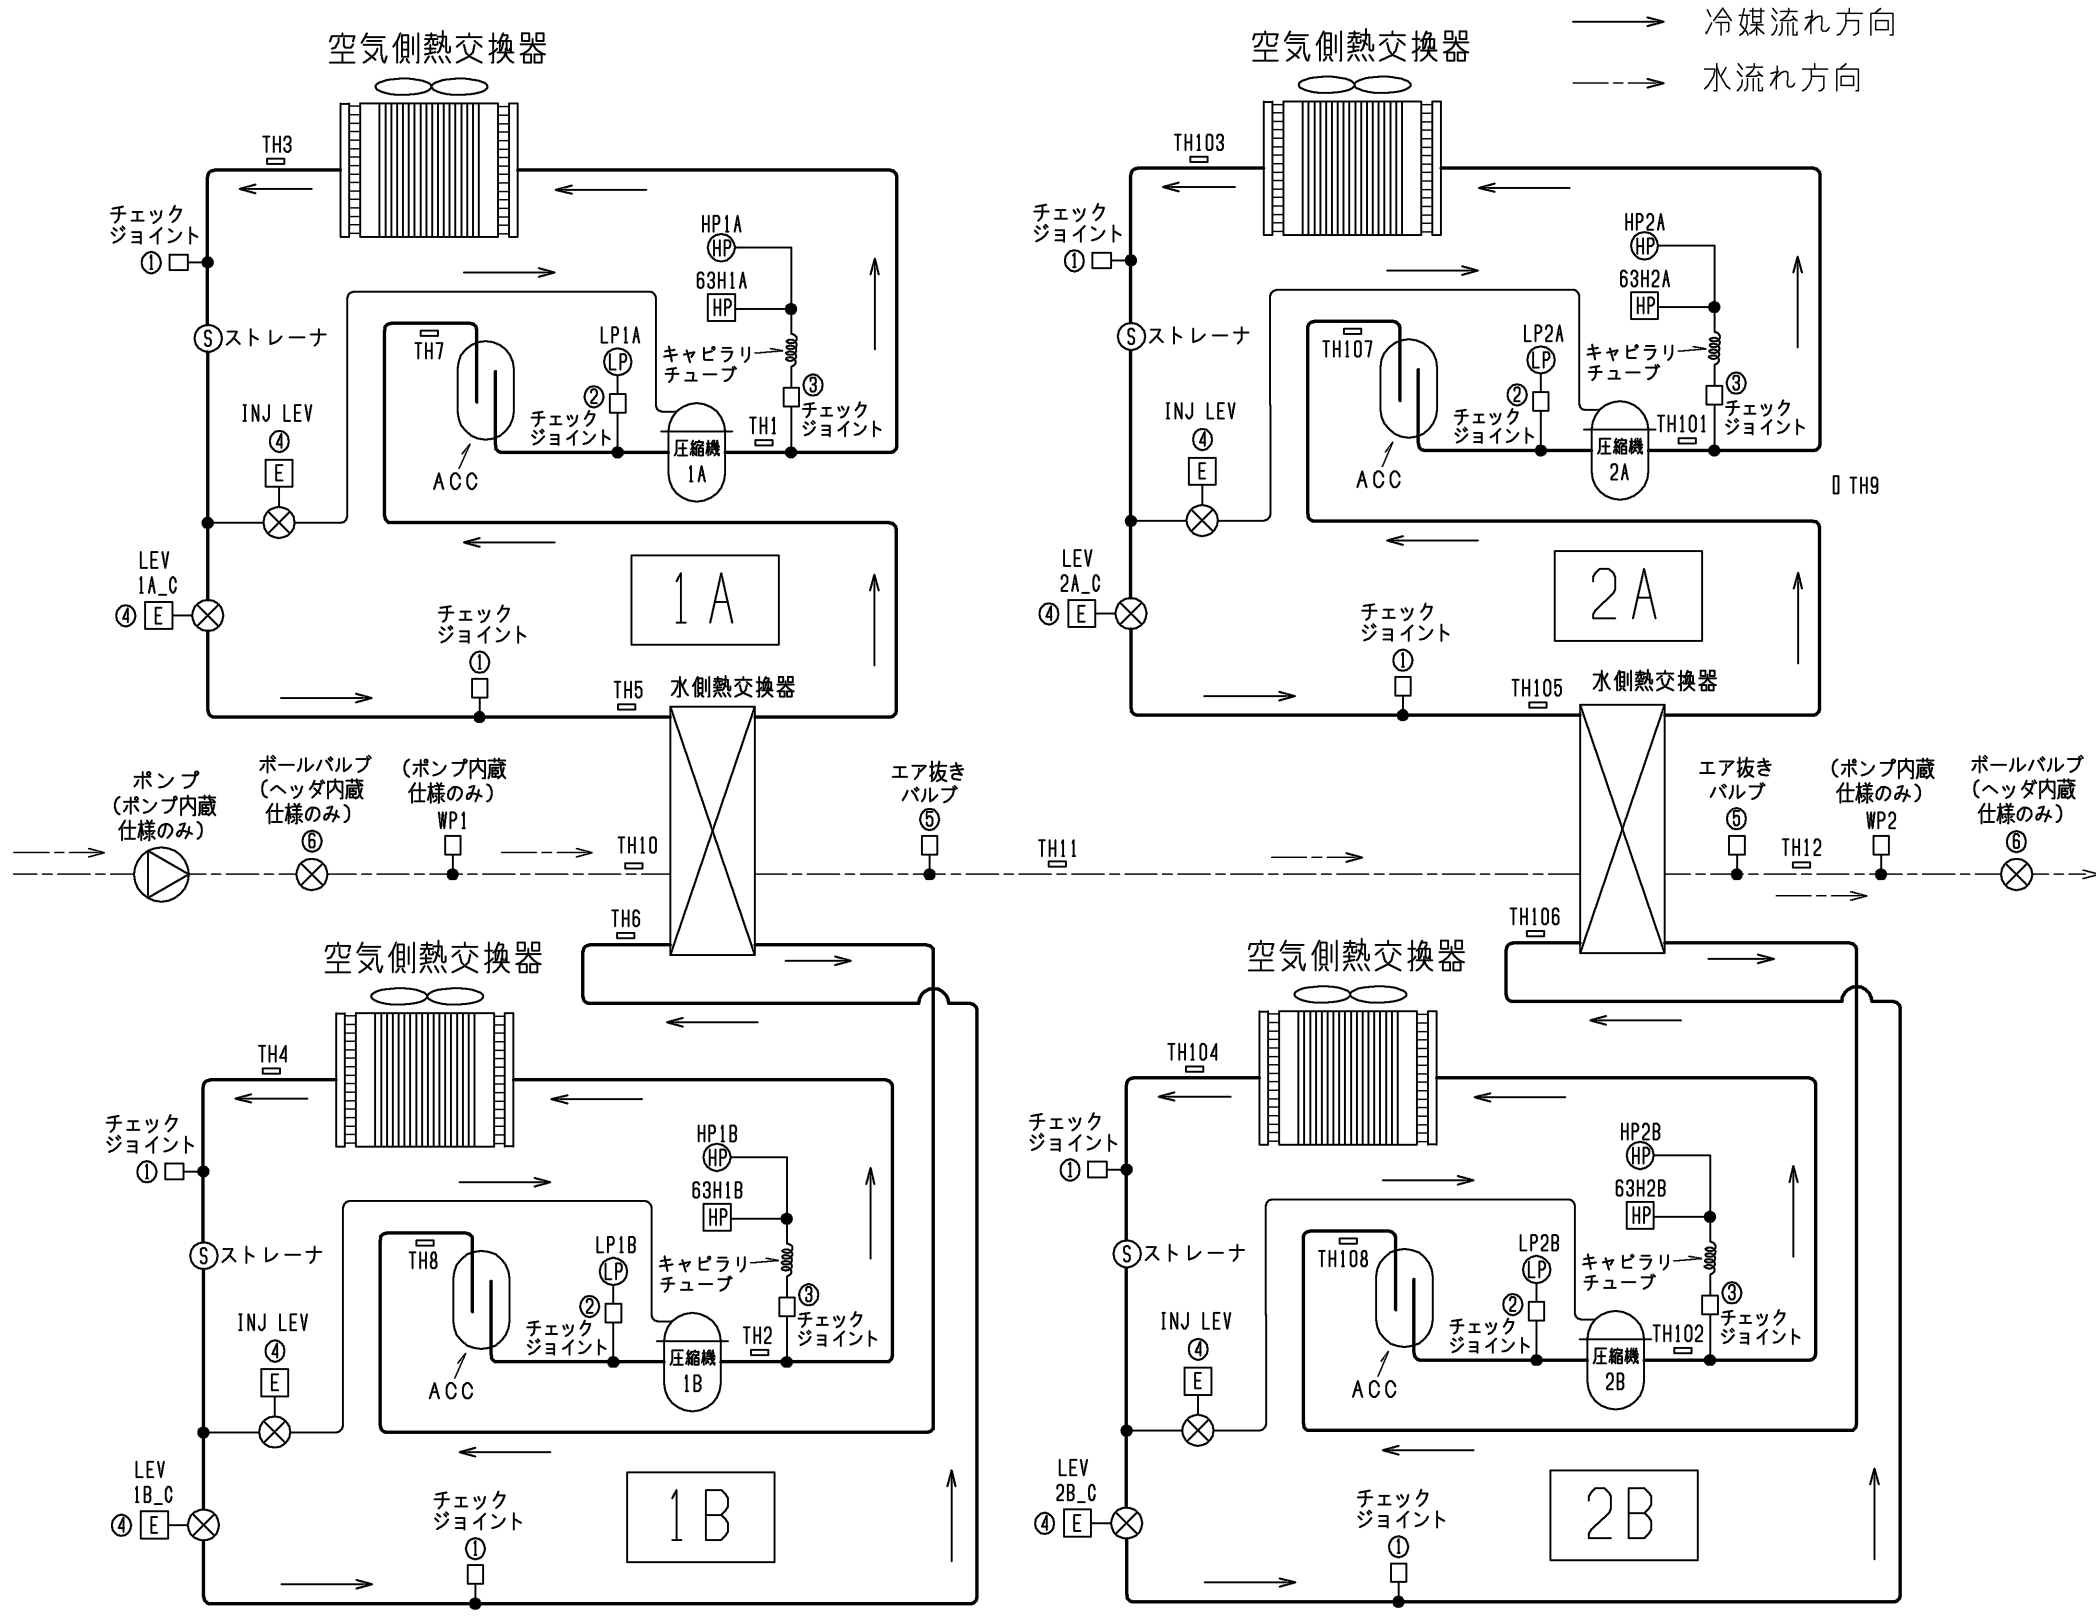 冷媒流れ方向
水流れ方向
空気側熱交換器
TH3
チェック
ジョイント
①
HP1A
HP
63H1A
HP
S
ストレーナ
TH7
LP1A
LP
キャピラリ
チューブ
②
③
チェック
ジョイント
チェック
ジョイント
TH1
INJ LEV
④
E
ACC
圧縮機
1A
LEV
1A_C
④
E
1A
チェック
ジョイント
①
TH5
水側熱交換器
空気側熱交換器
TH103
チェック
ジョイント
①
HP2A
HP
63H2A
HP
S
ストレーナ
TH107
LP2A
LP
キャピラリ
チューブ
②
③
チェック
ジョイント
チェック
ジョイント
TH101
INJ LEV
④
E
ACC
圧縮機
2A
TH9
LEV
2A_C
④
E
2A
チェック
ジョイント
①
TH105
水側熱交換器
ポンプ
(ポンプ内蔵
仕様のみ)
ボールバルブ
(ヘッダ内蔵
仕様のみ)
⑥
(ポンプ内蔵
仕様のみ)
WP1
TH10
エア抜き
バルブ
⑤
TH11
エア抜き
バルブ
⑤
TH12
(ポンプ内蔵
仕様のみ)
WP2
ボールバルブ
(ヘッダ内蔵
仕様のみ)
⑥
TH6
空気側熱交換器
TH4
チェック
ジョイント
①
HP1B
HP
63H1B
HP
S
ストレーナ
TH8
LP1B
LP
キャピラリ
チューブ
②
③
チェック
ジョイント
チェック
ジョイント
TH2
INJ LEV
④
E
ACC
圧縮機
1B
LEV
1B_C
④
E
1B
チェック
ジョイント
①
TH106
空気側熱交換器
TH104
チェック
ジョイント
①
HP2B
HP
63H2B
HP
S
ストレーナ
TH108
LP2B
LP
キャピラリ
チューブ
②
③
チェック
ジョイント
チェック
ジョイント
TH102
INJ LEV
④
E
ACC
圧縮機
2B
LEV
2B_C
④
E
2B
チェック
ジョイント
①